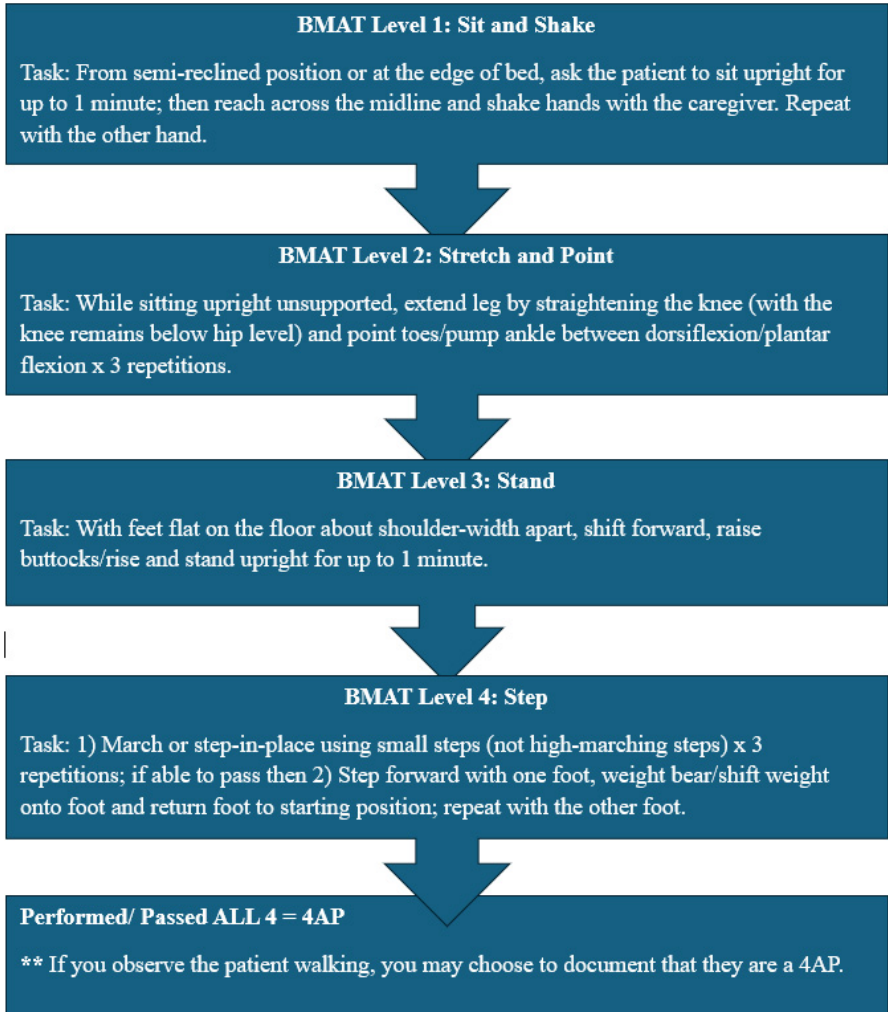 BMAT Level 1: Sit and Shake
Task: From semi-reclined position or at the edge of bed, ask the patient to sit upright for
up to 1 minute; then reach across the midline and shake hands with the caregiver. Repeat
with the other hand.
BMAT Level 2: Stretch and Point
Task: While sitting upright unsupported, extend leg by straightening the knee (with the
knee remains below hip level) and point toes/pump ankle between dorsiflexion/plantar
flexion x 3 repetitions.
BMAT Level 3: Stand
Task: With feet flat on the floor about shoulder-width apart, shift forward, raise
buttocks/rise and stand upright for up to 1 minute.
BMAT Level 4: Step
Task: 1) March or step-in-place using small steps (not high-marching steps) x 3
repetitions; if able to pass then 2) Step forward with one foot, weight bear/shift weight
onto foot and return foot to starting position; repeat with the other foot.
Performed/ Passed ALL 4 = 4AP
** If you observe the patient walking, you may choose to document that they are a 4AP.